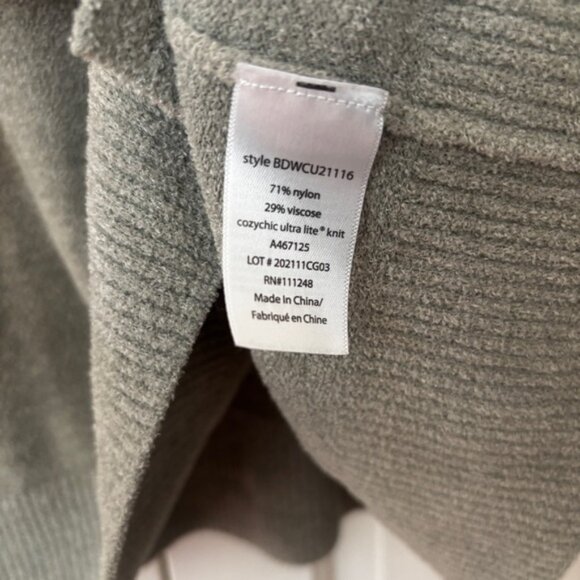 style BDWCU21116
71% nylon
29% viscose
cozychic ultra lite® knit
A467125
LOT # 202111CG03
RN#111248
Made In China/
Fabriqué en Chine